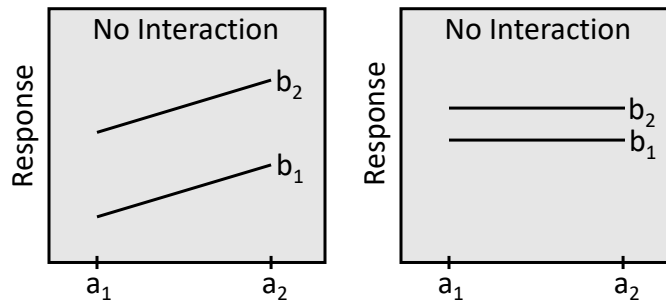 No Interaction
Response
b₂
b₁
a₁
a₂
No Interaction
Response
b₂
b₁
a₁
a₂